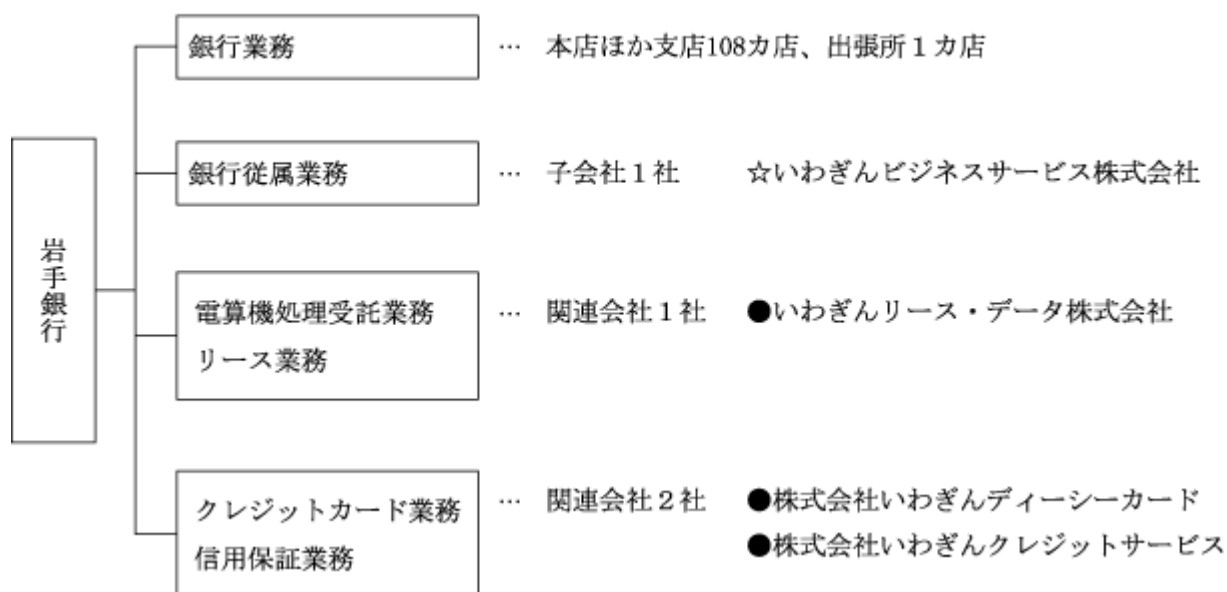 銀行業務 … 本店ほか支店108カ店、出張所１カ店
銀行従属業務 … 子会社１社 ☆いわぎんビジネスサービス株式会社
岩手銀行
電算機処理受託業務 … 関連会社１社 ●いわぎんリース・データ株式会社
リース業務
クレジットカード業務 … 関連会社２社 ●株式会社いわぎんディーシーカード
信用保証業務 ●株式会社いわぎんクレジットサービス